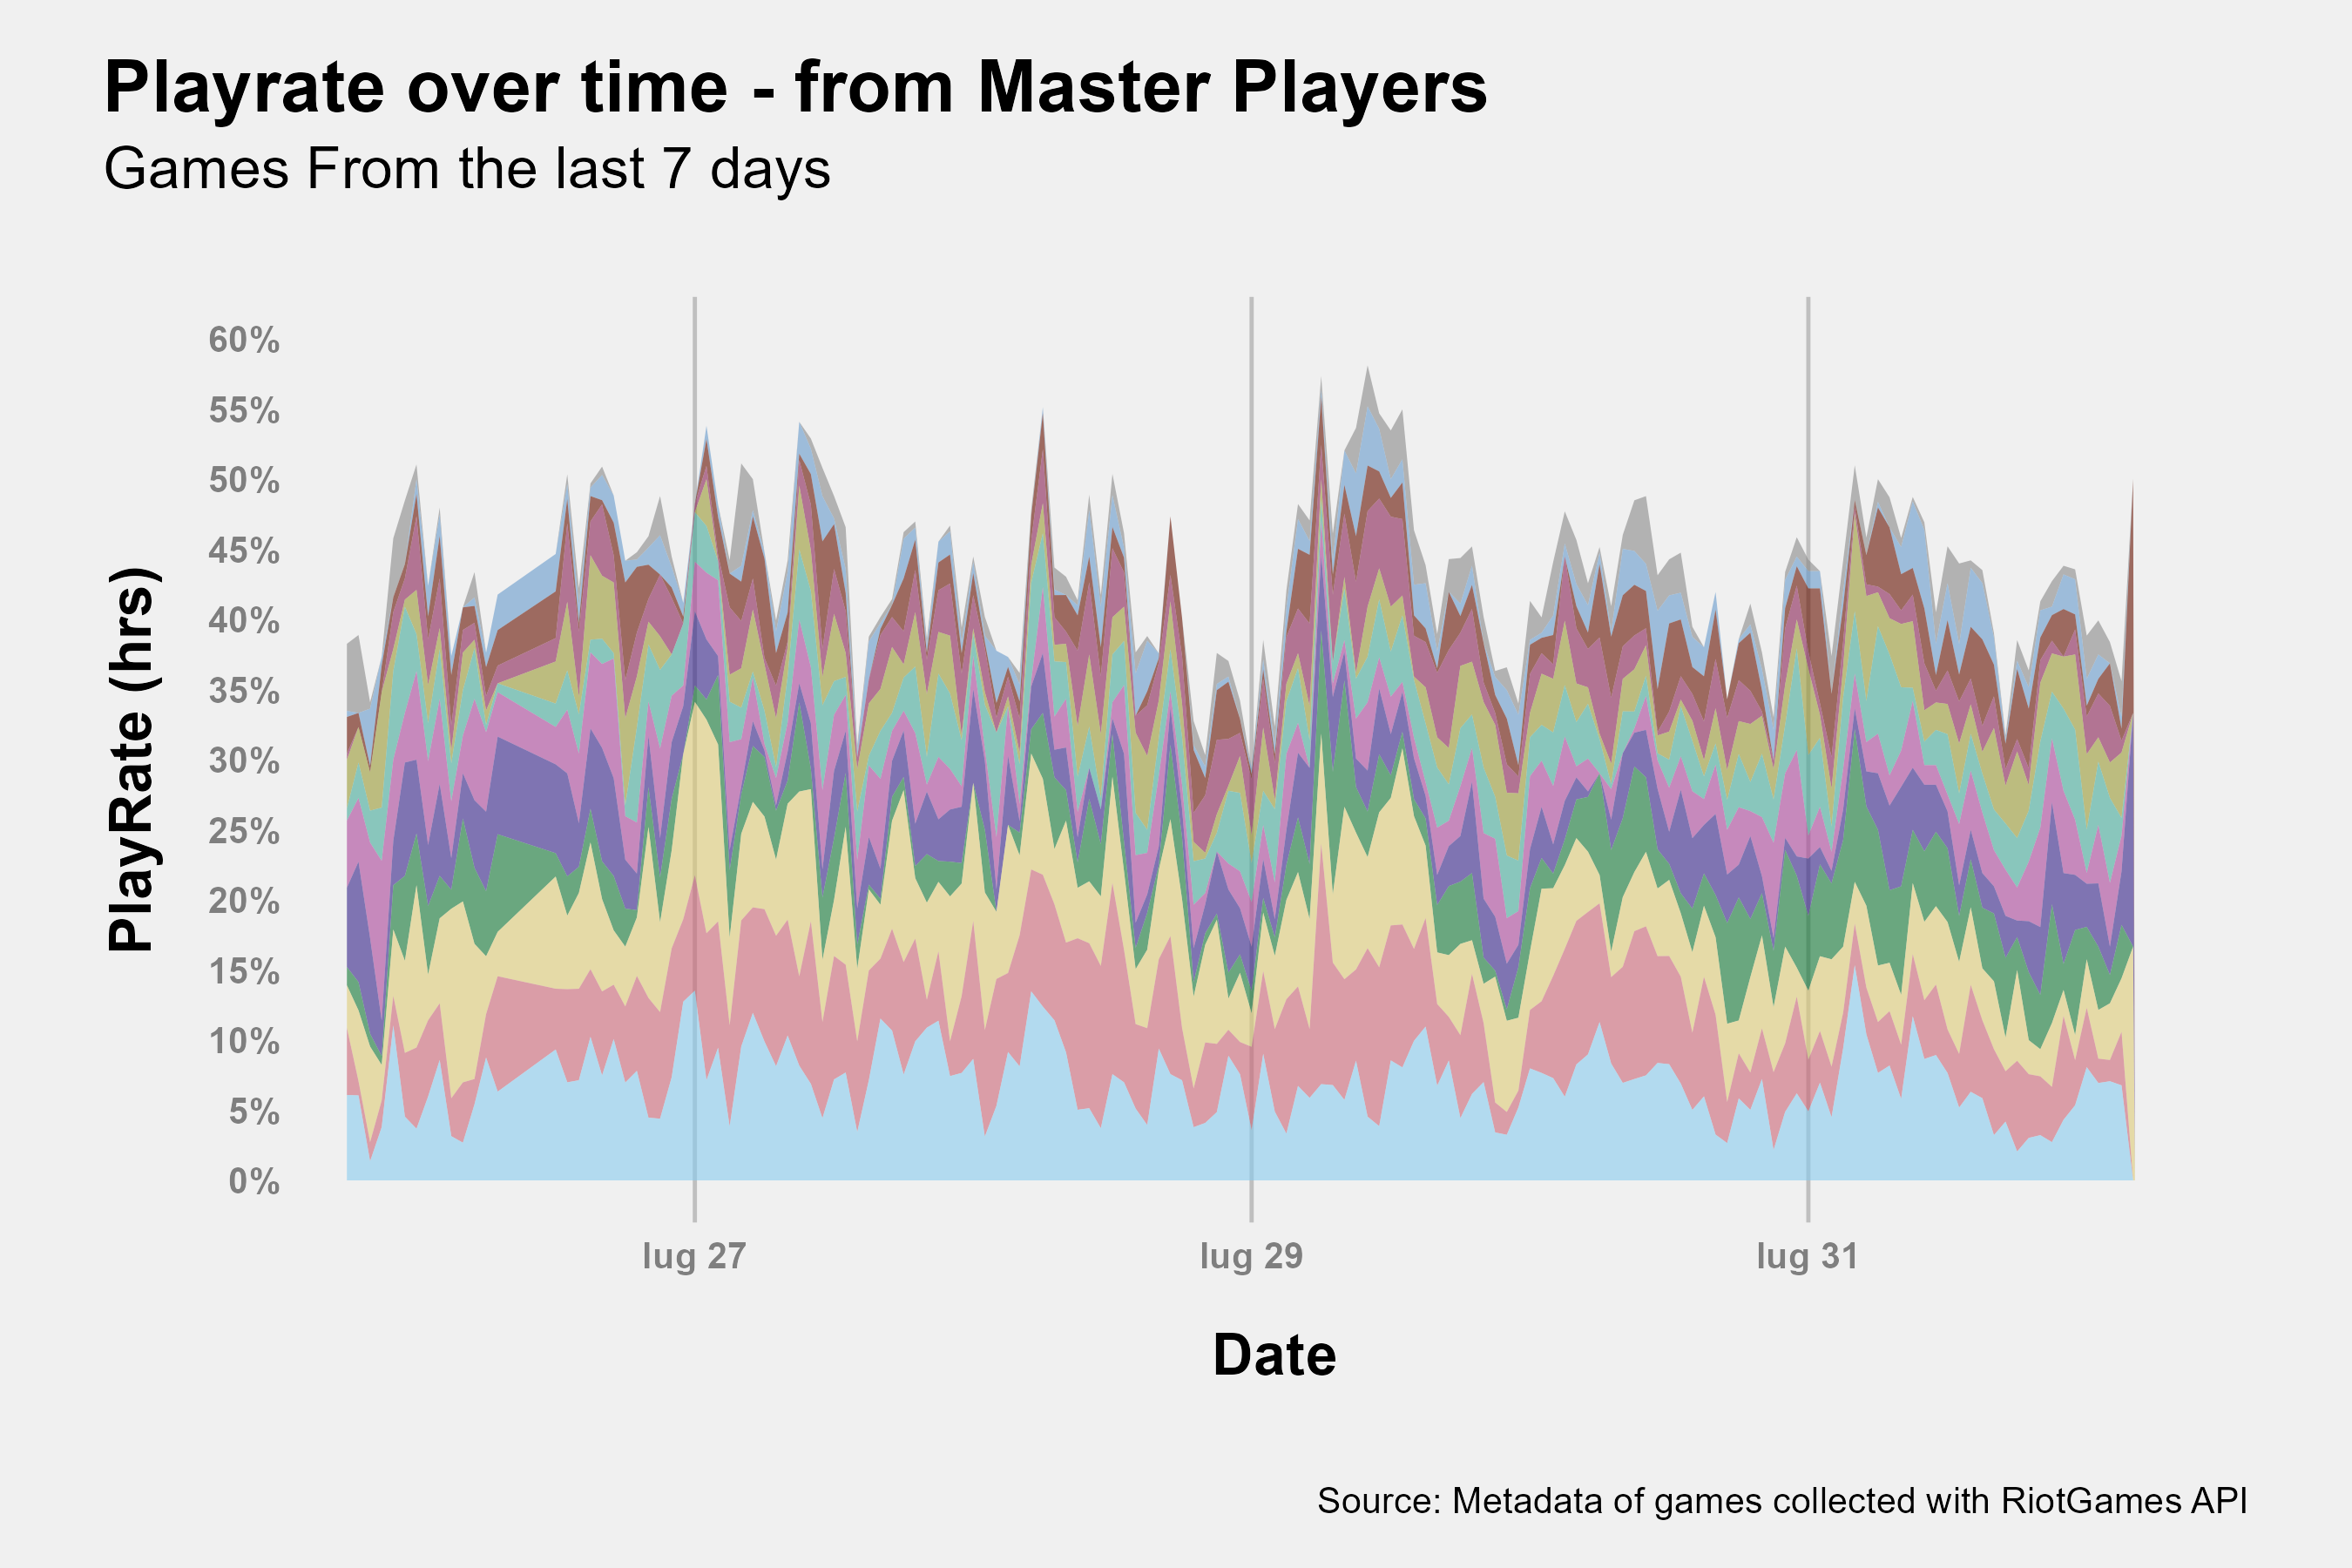 Playrate over time - from Master Players
Games From the last 7 days
PlayRate (hrs)
60%
55%
50%
45%
40%
35%
30%
25%
20%
15%
10%
5%
0%
lug 27
lug 29
lug 31
Date
Source: Metadata of games collected with RiotGames API